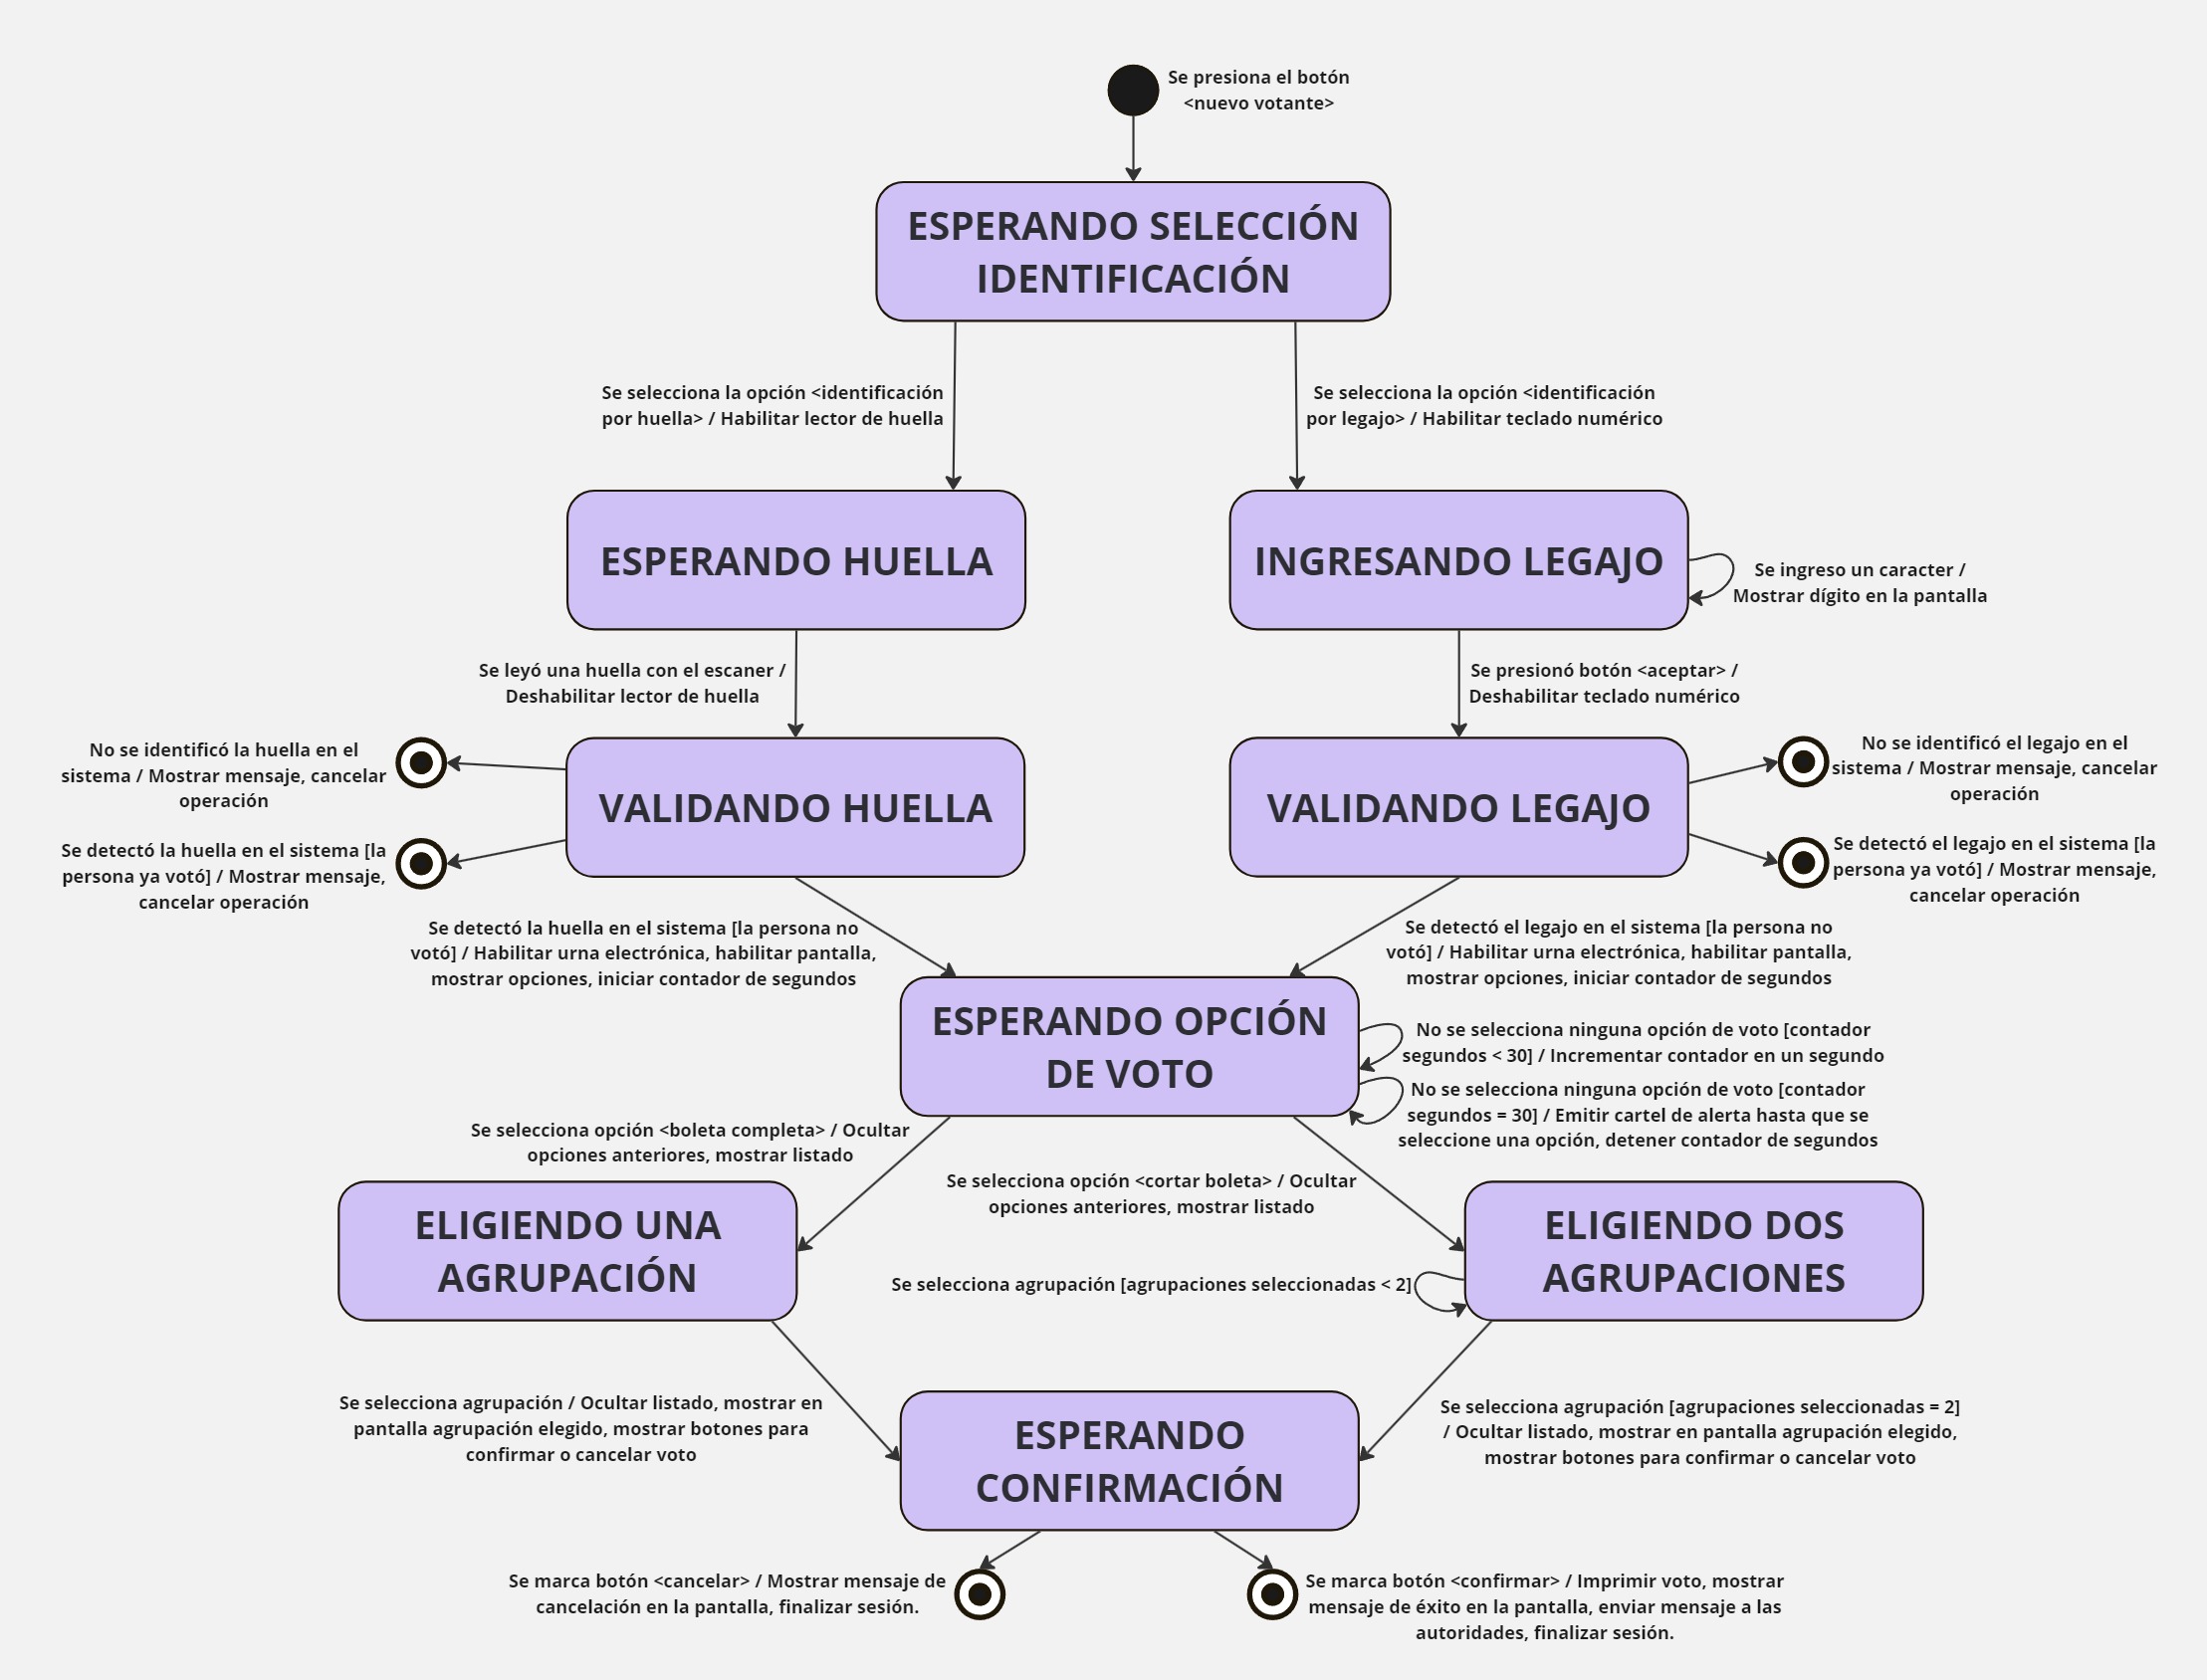 Se presiona el botón
<nuevo votante>
ESPERANDO SELECCIÓN
IDENTIFICACIÓN
Se selecciona la opción <identificación
por huella> / Habilitar lector de huella
Se selecciona la opción <identificación
por legajo> / Habilitar teclado numérico
ESPERANDO HUELLA
INGRESANDO LEGAJO
Se ingreso un caracter /
Mostrar dígito en la pantalla
Se leyó una huella con el escaner /
Deshabilitar lector de huella
Se presionó botón <aceptar> /
Deshabilitar teclado numérico
No se identificó la huella en el
sistema / Mostrar mensaje, cancelar
operación
VALIDANDO HUELLA
VALIDANDO LEGAJO
No se identificó el legajo en el
sistema / Mostrar mensaje, cancelar
operación
Se detectó la huella en el sistema [la
persona ya votó] / Mostrar mensaje,
cancelar operación
Se detectó el legajo en el sistema [la
persona ya votó] / Mostrar mensaje,
cancelar operación
Se detectó la huella en el sistema [la persona no
votó] / Habilitar urna electrónica, habilitar pantalla,
mostrar opciones, iniciar contador de segundos
Se detectó el legajo en el sistema [la persona no
votó] / Habilitar urna electrónica, habilitar pantalla,
mostrar opciones, iniciar contador de segundos
ESPERANDO OPCIÓN
DE VOTO
No se selecciona ninguna opción de voto [contador
segundos < 30] / Incrementar contador en un segundo
No se selecciona ninguna opción de voto [contador
segundos = 30] / Emitir cartel de alerta hasta que se
seleccione una opción, detener contador de segundos
Se selecciona opción <boleta completa> / Ocultar
opciones anteriores, mostrar listado
Se selecciona opción <cortar boleta> / Ocultar
opciones anteriores, mostrar listado
ELIGIENDO UNA
AGRUPACIÓN
ELIGIENDO DOS
AGRUPACIONES
Se selecciona agrupación [agrupaciones seleccionadas < 2]
Se selecciona agrupación / Ocultar listado, mostrar en
pantalla agrupación elegido, mostrar botones para
confirmar o cancelar voto
ESPERANDO
CONFIRMACIÓN
Se selecciona agrupación [agrupaciones seleccionadas = 2]
/ Ocultar listado, mostrar en pantalla agrupación elegido,
mostrar botones para confirmar o cancelar voto
Se marca botón <cancelar> / Mostrar mensaje de
cancelación en la pantalla, finalizar sesión.
Se marca botón <confirmar> / Imprimir voto, mostrar
mensaje de éxito en la pantalla, enviar mensaje a las
autoridades, finalizar sesión.